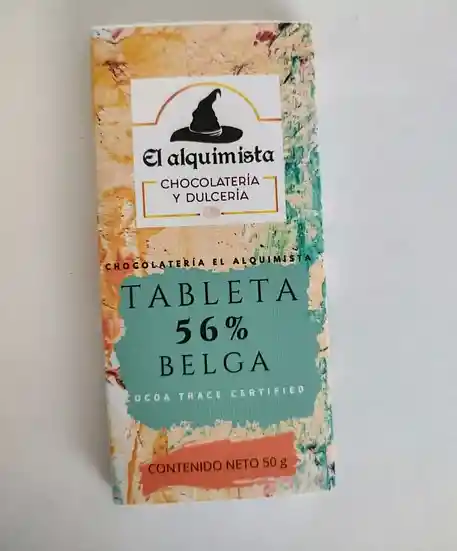 El alquimista
CHOCOLATERÍA
Y DULCERÍA
CHOCOLATERÍA EL ALQUIMISTA
TABLETA
56%
BELGA
COCOA TRACE CERTIFIED
CONTENIDO NETO 50 g